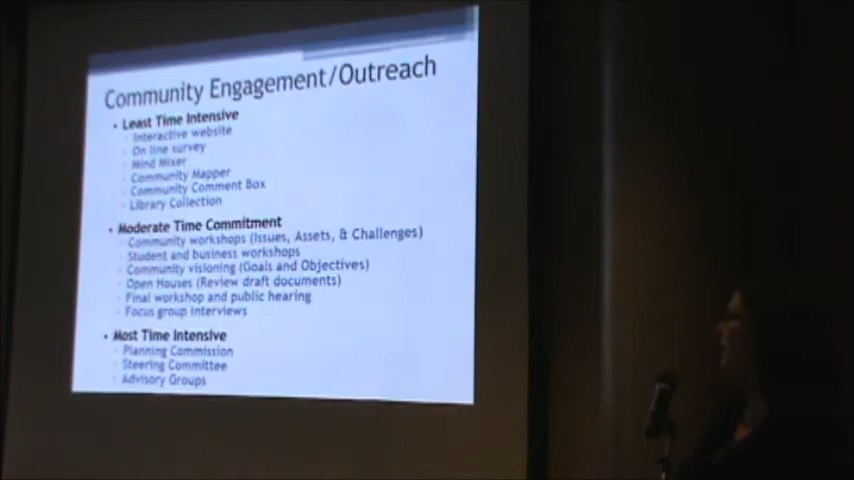 Community Engagement/Outreach
Least Time Intensive
Interactive website
On line survey
Mind Mixer
Community Mapper
Community Comment Box
Library Collection
Moderate Time Commitment
Community workshops (Issues, Assets, & Challenges)
Student and business workshops
Community visioning (Goals and Objectives)
Open Houses (Review draft documents)
Final workshop and public hearing
Focus group interviews
Most Time Intensive
Planning Commission
Steering Committee
Advisory Groups